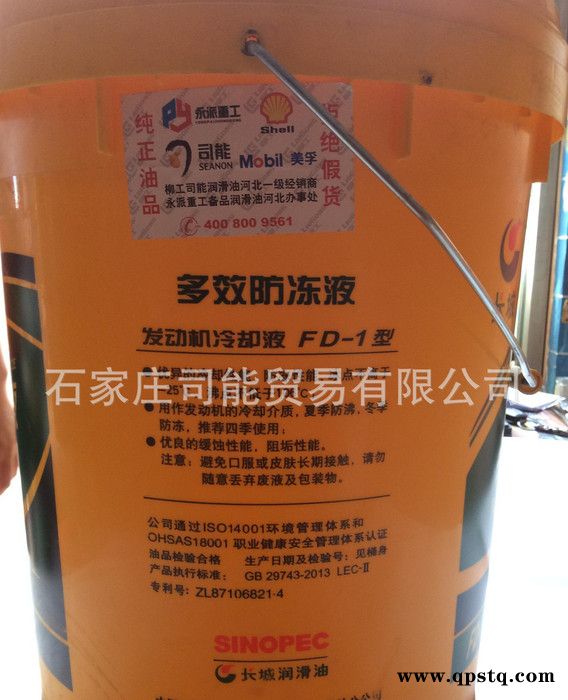 纯正油品
永派重工
Shell
司能
SEANON
Mobil 美孚
拒绝假货
柳工司能润滑油河北一级经销商
永派重工备品润滑油河北办事处
400 800 9561
多效防冻液
发动机冷却液 FD-1型
石家庄司能贸易有限公司
● 用作发动机的冷却介质，夏季防沸，冬季
防冻，推荐四季使用；
● 优良的缓蚀性能，阻垢性能。
注意：避免口服或皮肤长期接触，请勿
随意丢弃废液及包装物。
公司通过ISO14001环境管理体系和
OHSAS18001 职业健康安全管理体系认证
油品检验合格 生产日期及检验号：见桶身
产品执行标准： GB 29743-2013 LEC-Ⅱ
专利号：ZL87106821·4
SINOPEC
长城润滑油
长城
www.qpstq.com